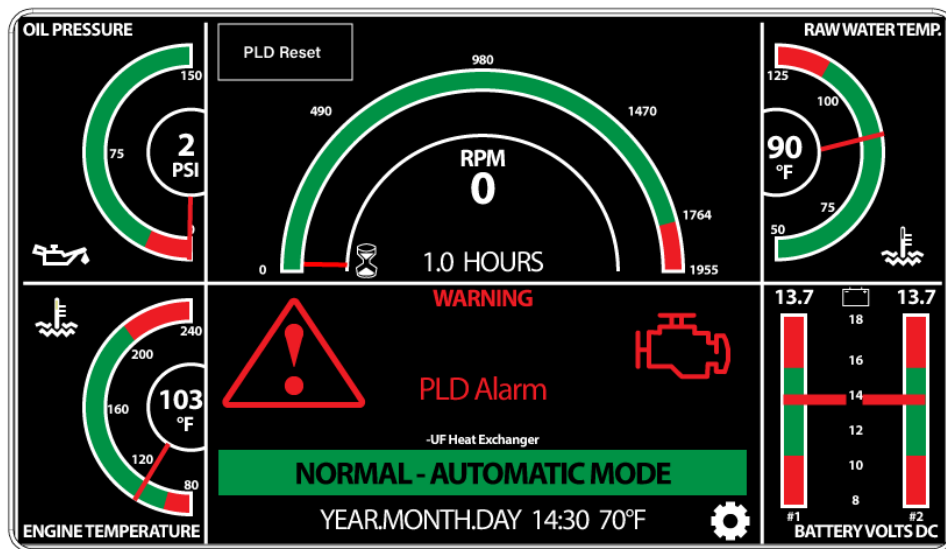 OIL PRESSURE
150
75
2
PSI
0
PLD Reset
980
490
1470
RPM
0
1764
0
1.0 HOURS
1955
RAW WATER TEMP.
125
100
90
°F
75
50
240
200
160
103
°F
120
80
ENGINE TEMPERATURE
WARNING
PLD Alarm
-UF Heat Exchanger
NORMAL - AUTOMATIC MODE
YEAR.MONTH.DAY 14:30 70°F
13.7 13.7
18
16
14
12
10
8
#1 #2
BATTERY VOLTS DC